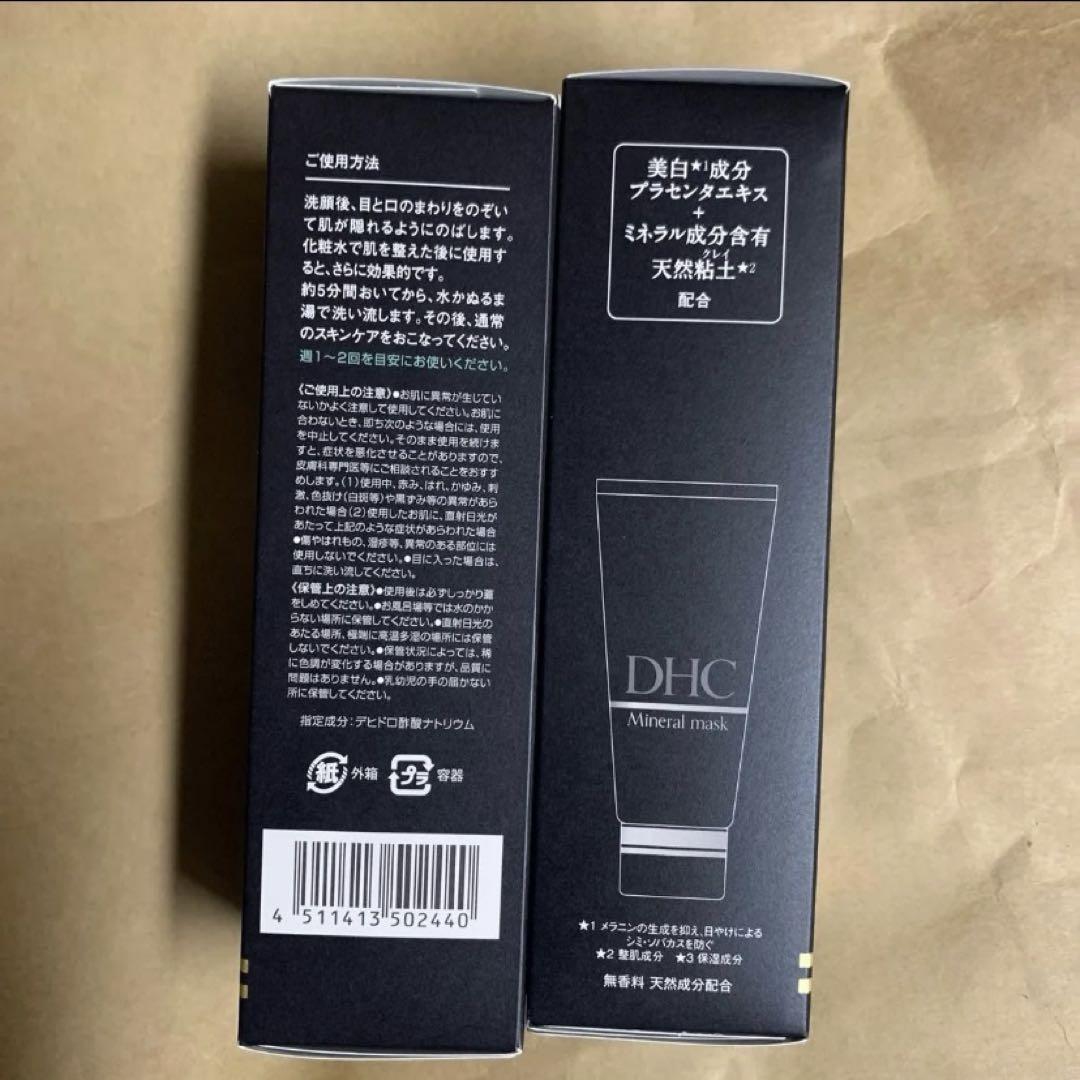 ご使用方法
洗顔後、目と口のまわりをのぞい
て肌が隠れるようにのばします。
化粧水で肌を整えた後に使用す
ると、さらに効果的です。
約5分間おいてから、水かぬるま
湯で洗い流します。その後、通常
のスキンケアをおこなってください。
週1〜2回を目安にお使いください。
《ご使用上の注意》●お肌に異常が生じてい
ないかよく注意して使用してください。お肌に
合わないとき、即ち次のような場合には、使用
を中止してください。そのまま使用を続けま
すと、症状を悪化させることがありますので、
皮膚科専門医等にご相談されることをおすす
めします。(1)使用中、赤み、はれ、かゆみ、刺
激、色抜け(白斑等)や黒ずみ等の異常があら
われた場合(2)使用したお肌に、直射日光が
あたって上記のような症状があらわれた場合
●傷やはれもの、湿疹等、異常のある部位には
使用しないでください。●目に入った場合は、
直ちに洗い流してください。
《保管上の注意》●使用後は必ずしっかり蓋
をしめてください。●お風呂場等では水のかか
らない場所に保管してください。●直射日光の
あたる場所、極端に高温多湿の場所には保管
しないでください。●保管状況によっては、稀
に色調が変化する場合がありますが、品質に
問題はありません。●乳幼児の手の届かない
所に保管してください。
指定成分：デヒドロ酢酸ナトリウム
紙 外箱 プラ 容器
4 511413 502440
美白★1成分
プラセンタエキス
+
ミネラル成分含有
クレイ
天然粘土★2
配合
DHC
Mineral mask
★1 メラニンの生成を抑え、日やけによる
シミ・ソバカスを防ぐ
★2 整肌成分 ★3 保湿成分
無香料 天然成分配合